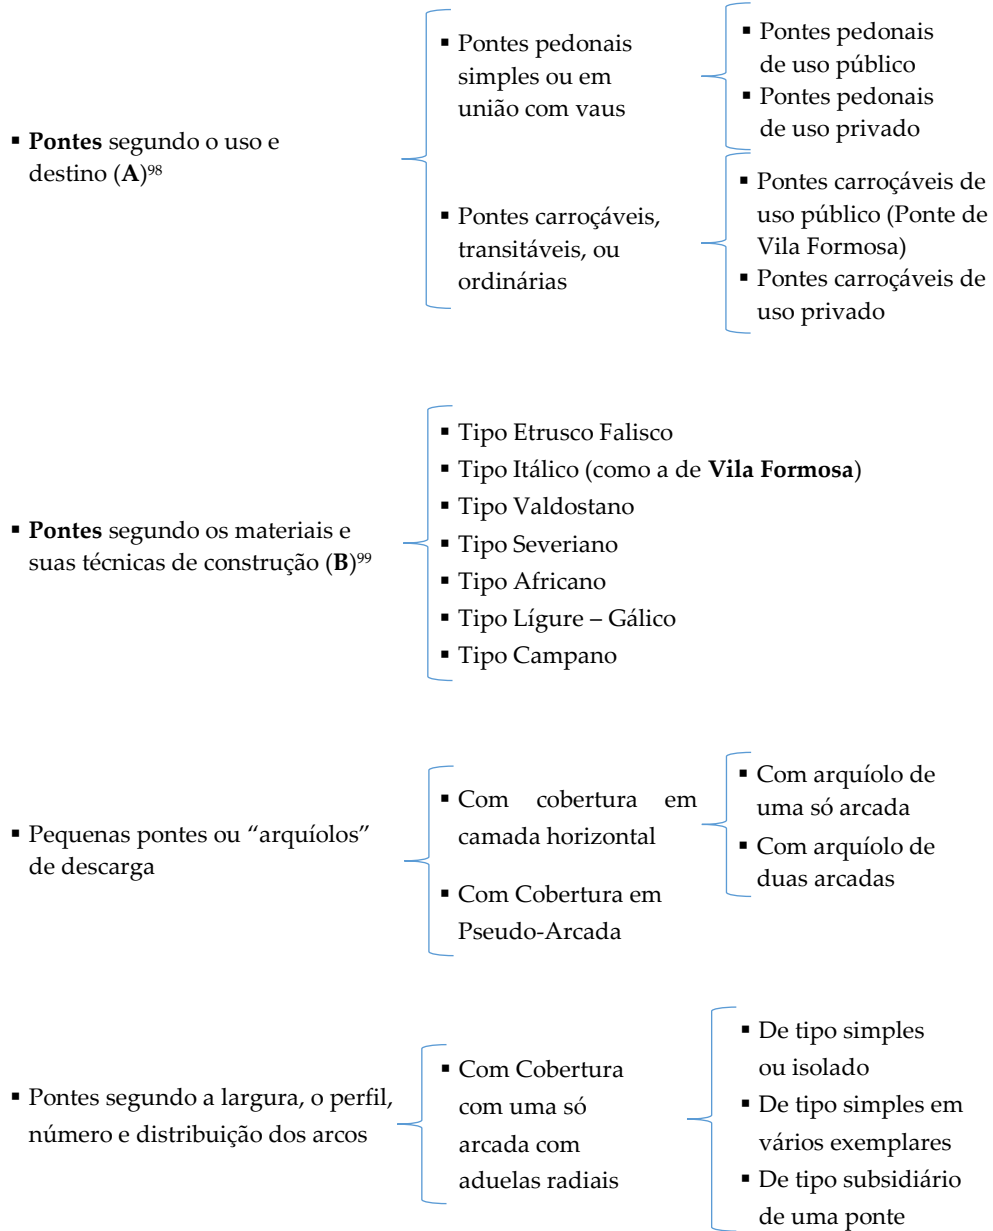 ▪ Pontes segundo o uso e
destino (A)98
▪ Pontes pedonais
simples ou em
união com vaus
▪ Pontes pedonais
de uso público
▪ Pontes pedonais
de uso privado
▪ Pontes carroçáveis,
transitáveis, ou
ordinárias
▪ Pontes carroçáveis de
uso público (Ponte de
Vila Formosa)
▪ Pontes carroçáveis de
uso privado
▪ Pontes segundo os materiais e
suas técnicas de construção (B)99
▪ Tipo Etrusco Falisco
▪ Tipo Itálico (como a de Vila Formosa)
▪ Tipo Valdostano
▪ Tipo Severiano
▪ Tipo Africano
▪ Tipo Lígure – Gálico
▪ Tipo Campano
▪ Pequenas pontes ou “arquíolos”
de descarga
▪ Com cobertura em
camada horizontal
▪ Com arquíolo de
uma só arcada
▪ Com arquíolo de
duas arcadas
▪ Com Cobertura em
Pseudo-Arcada
▪ Pontes segundo a largura, o perfil,
número e distribuição dos arcos
▪ Com Cobertura
com uma só
arcada com
aduelas radiais
▪ De tipo simples
ou isolado
▪ De tipo simples em
vários exemplares
▪ De tipo subsidiário
de uma ponte